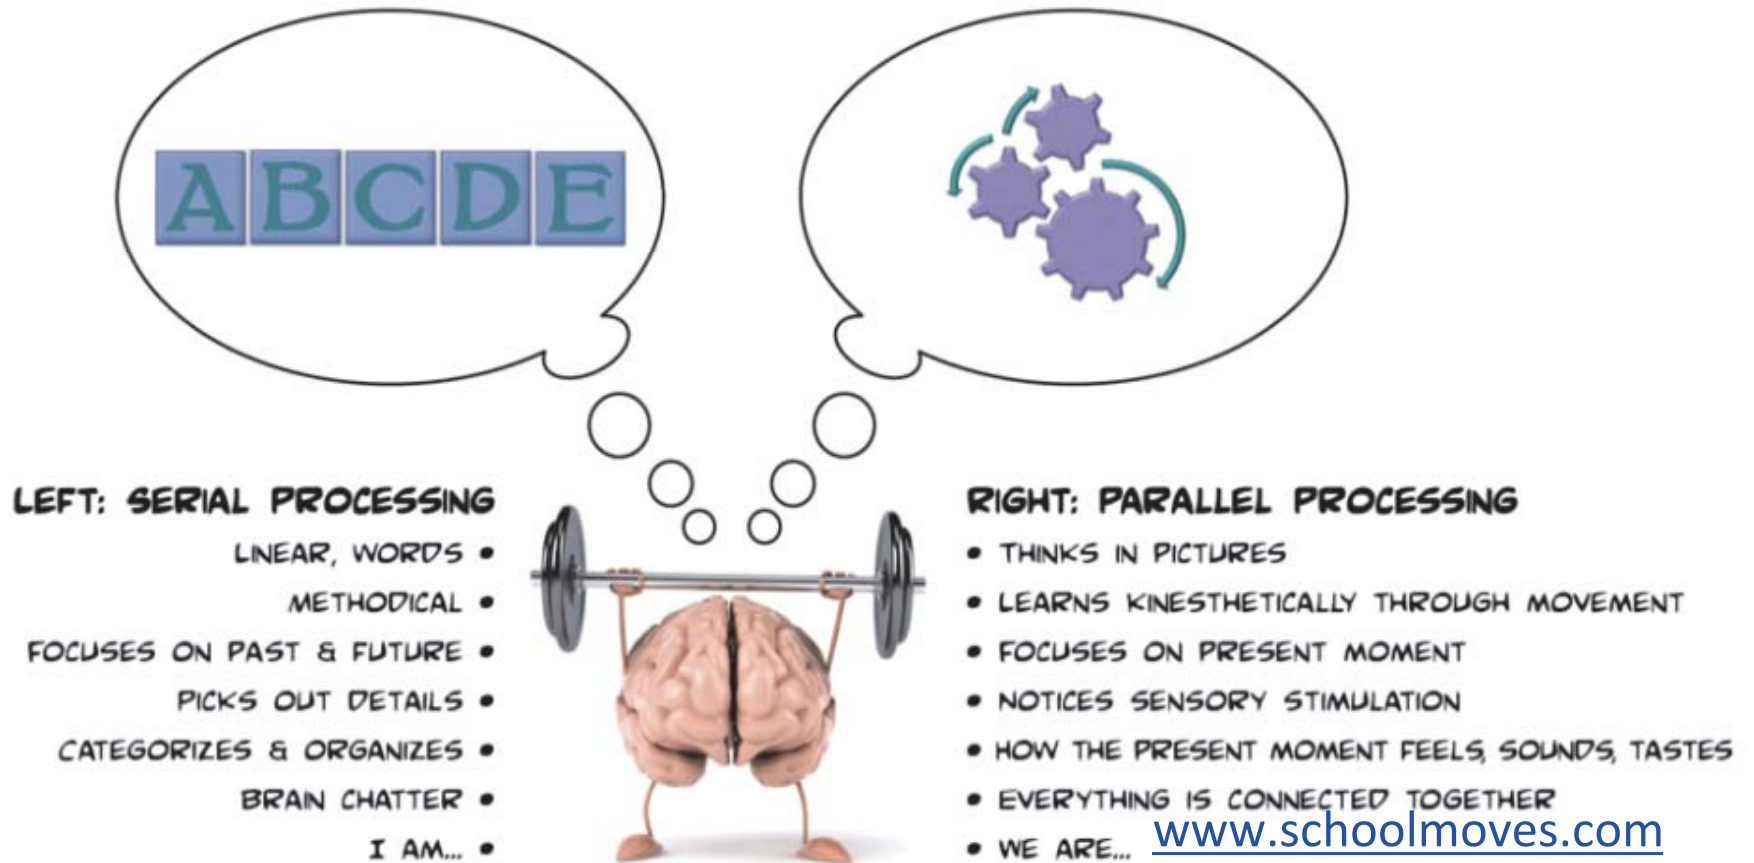 ABCDE
LEFT: SERIAL PROCESSING
LINEAR, WORDS •
METHODICAL •
FOCUSES ON PAST & FUTURE •
PICKS OUT DETAILS •
CATEGORIZES & ORGANIZES •
BRAIN CHATTER •
I AM... •
RIGHT: PARALLEL PROCESSING
• THINKS IN PICTURES
• LEARNS KINESTHETICALLY THROUGH MOVEMENT
• FOCUSES ON PRESENT MOMENT
• NOTICES SENSORY STIMULATION
• HOW THE PRESENT MOMENT FEELS, SOUNDS, TASTES
• EVERYTHING IS CONNECTED TOGETHER
• WE ARE...
www.schoolmoves.com